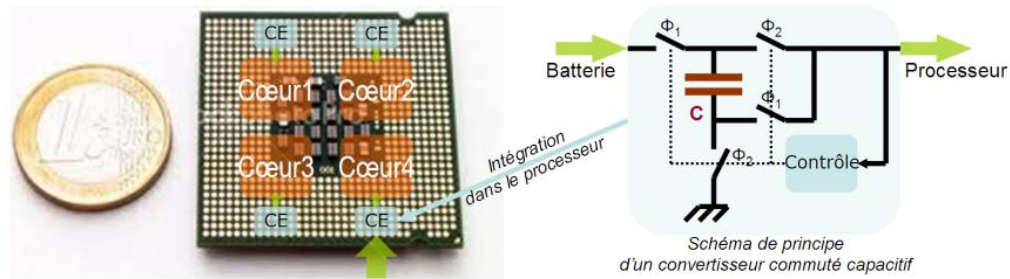 CE
CE
Φ1
Φ2
Batterie
Processeur
Cœur1
Cœur2
C
Φ1
Intégration
dans le processeur
Contrôle
Cœur3
Cœur4
Φ2
CE
CE
Schéma de principe
d'un convertisseur commuté capacitif